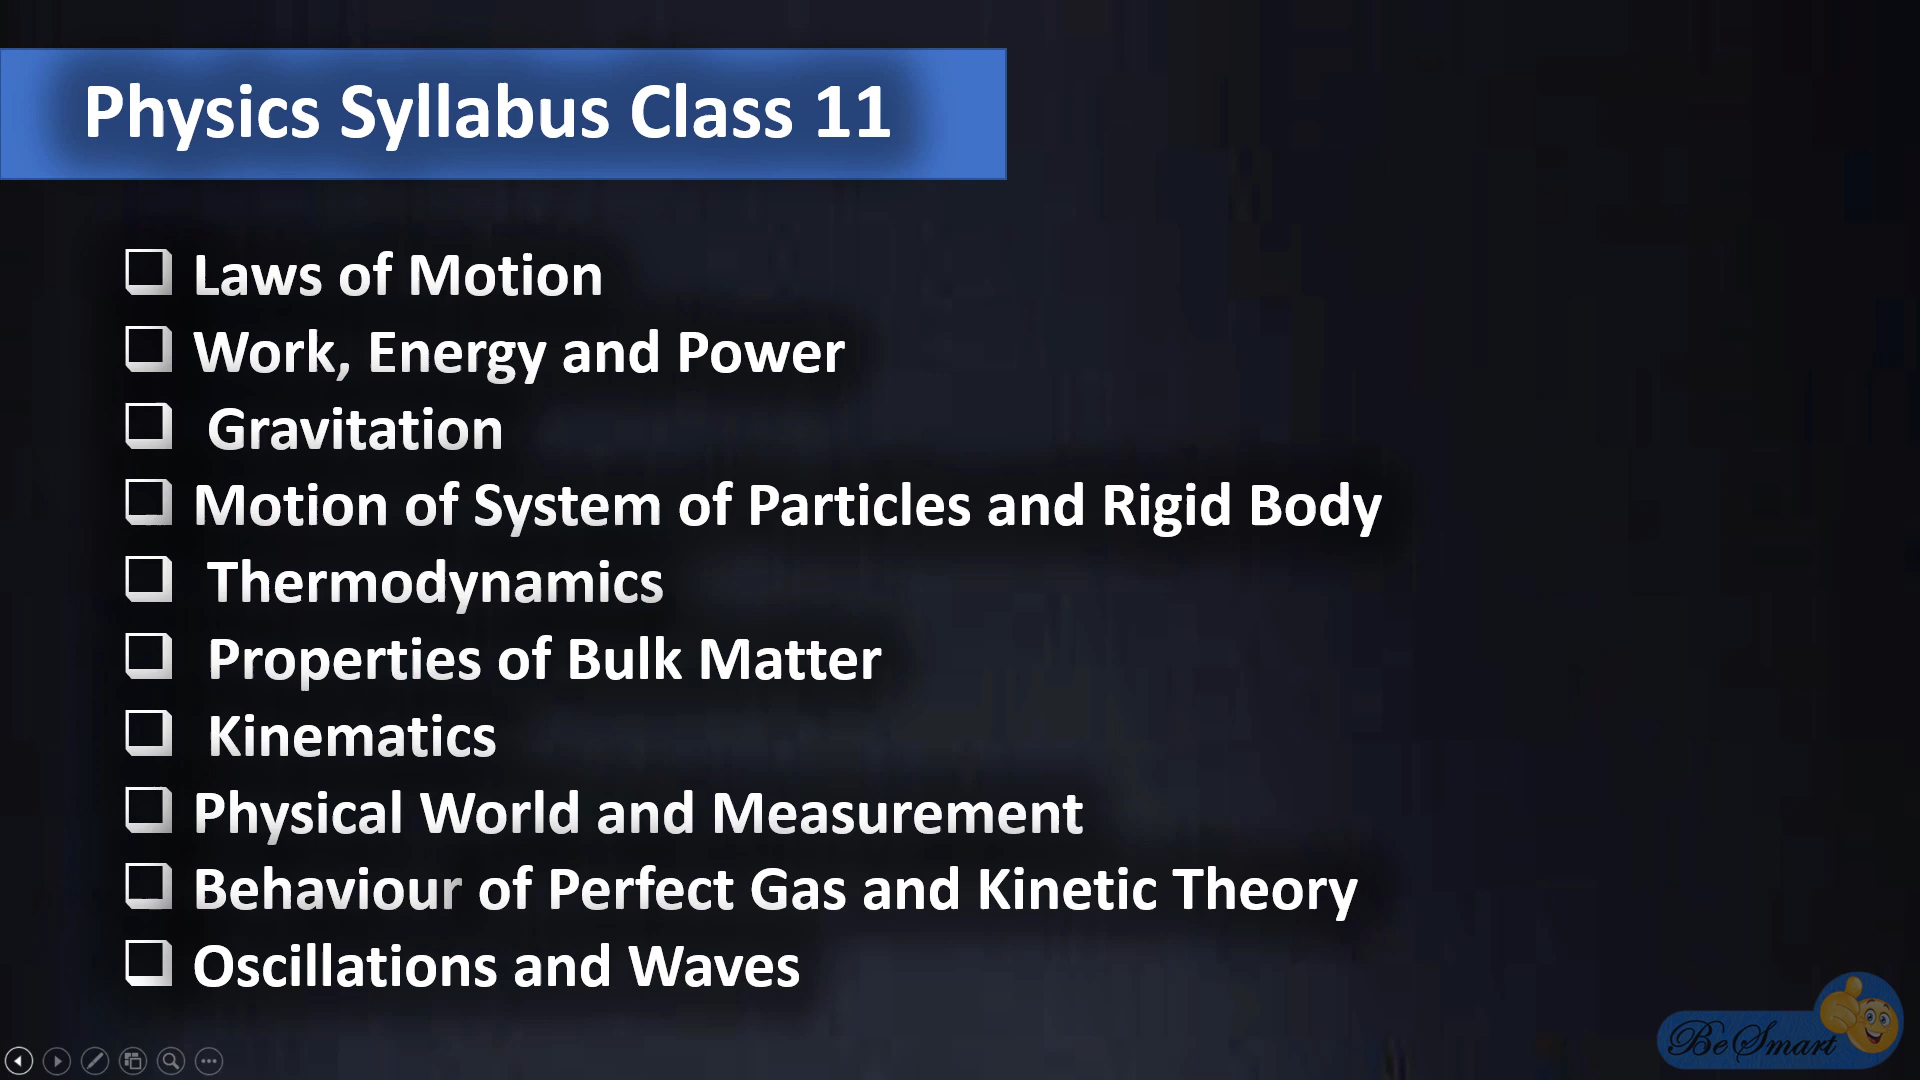 Physics Syllabus Class 11
Laws of Motion
Work, Energy and Power
Gravitation
Motion of System of Particles and Rigid Body
Thermodynamics
Properties of Bulk Matter
Kinematics
Physical World and Measurement
Behaviour of Perfect Gas and Kinetic Theory
Oscillations and Waves
Be Smart